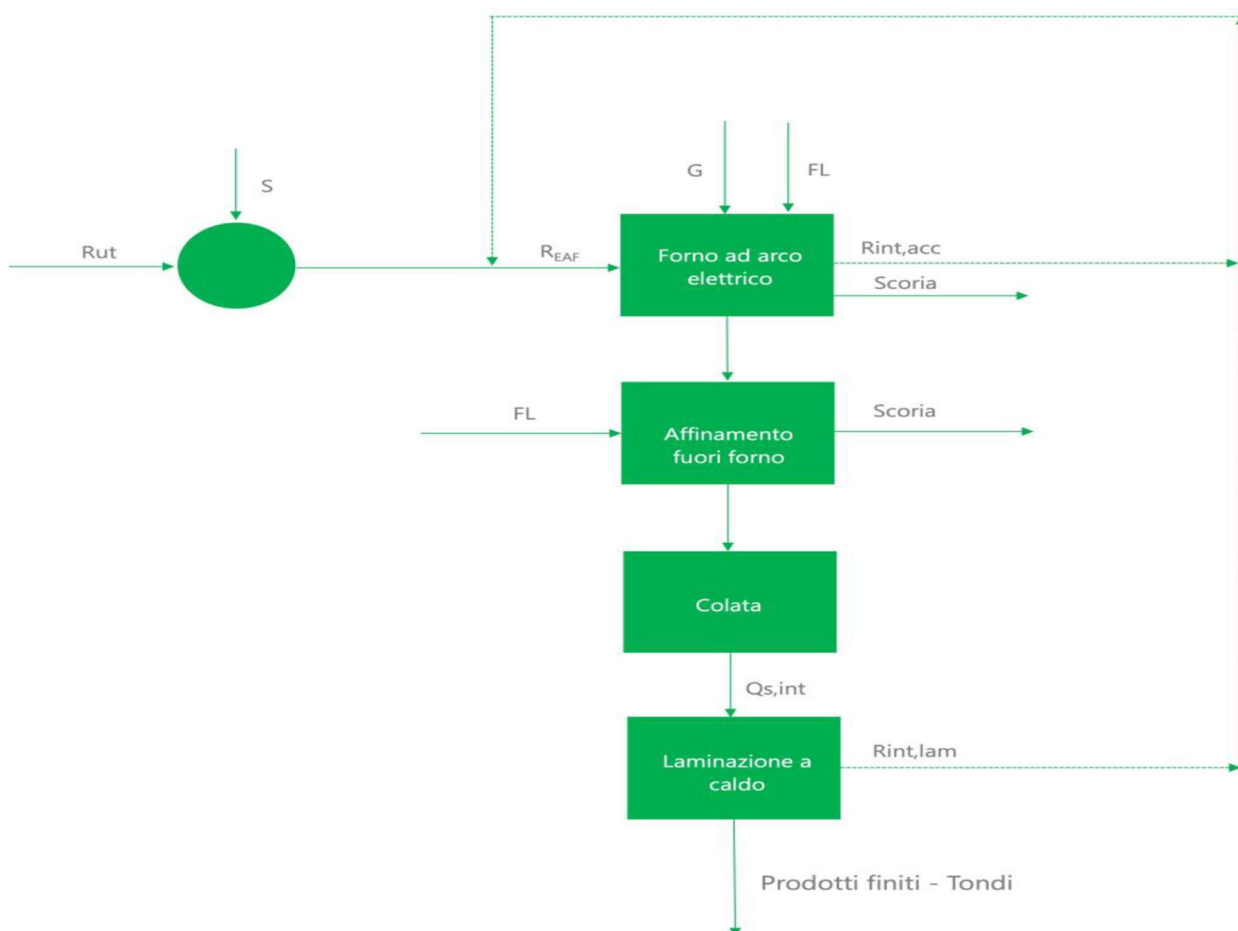 S
Rut
G
FL
R_EAF
Forno ad arco
elettrico
Rint,acc
Scoria
FL
Affinamento
fuori forno
Scoria
Colata
Qs,int
Laminazione a
caldo
Rint,lam
Prodotti finiti - Tondi